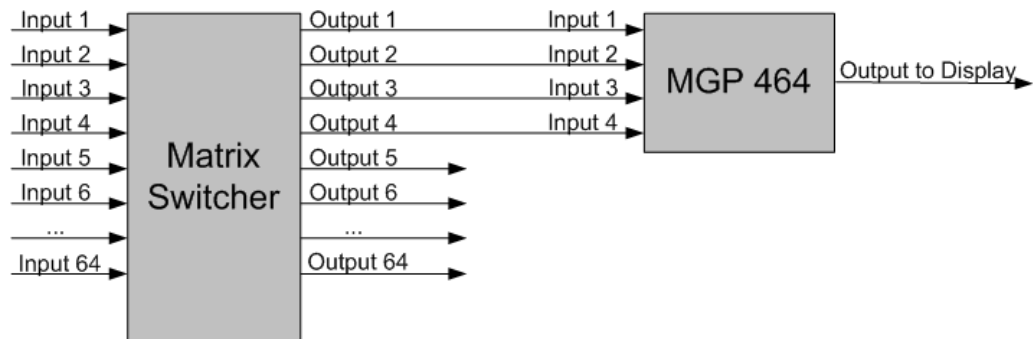 Input 1
Input 2
Input 3
Input 4
Input 5
Input 6
...
Input 64
Matrix
Switcher
Output 1
Output 2
Output 3
Output 4
Output 5
Output 6
...
Output 64
Input 1
Input 2
Input 3
Input 4
MGP 464
Output to Display